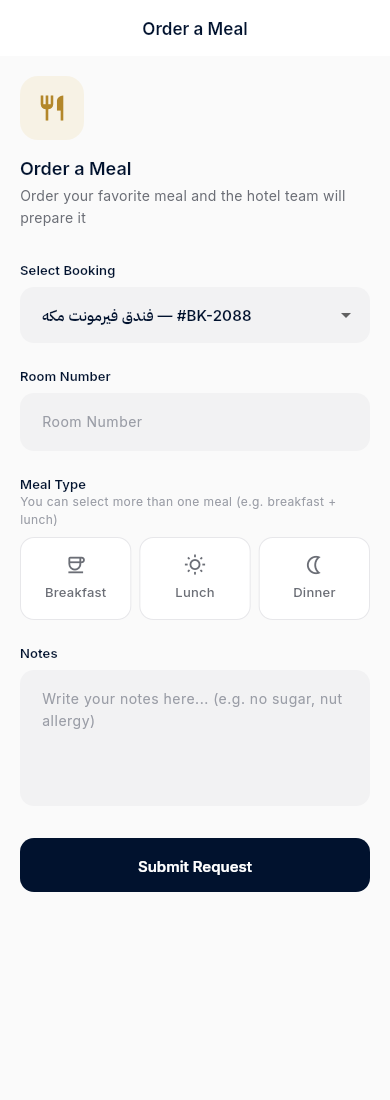 Order a Meal
Order a Meal
Order your favorite meal and the hotel team will
prepare it
Select Booking
فندق فيرمونت مكه — #BK-2088
Room Number
Room Number
Meal Type
You can select more than one meal (e.g. breakfast +
lunch)
Breakfast
Lunch
Dinner
Notes
Write your notes here... (e.g. no sugar, nut
allergy)
Submit Request